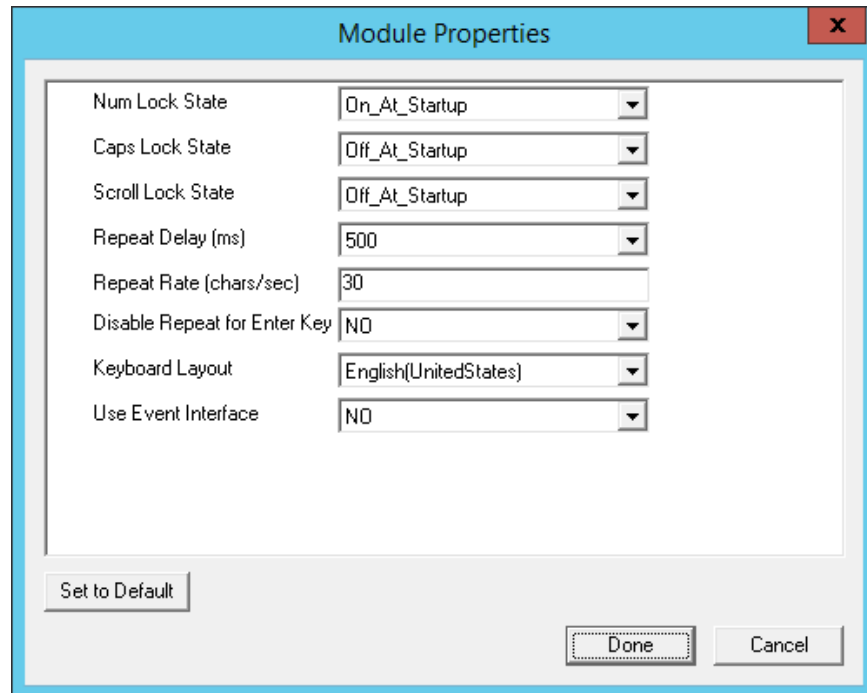 Module Properties
x
Num Lock State On_At_Startup
Caps Lock State Off_At_Startup
Scroll Lock State Off_At_Startup
Repeat Delay (ms) 500
Repeat Rate (chars/sec) 30
Disable Repeat for Enter Key NO
Keyboard Layout English(UnitedStates)
Use Event Interface NO
Set to Default
Done Cancel